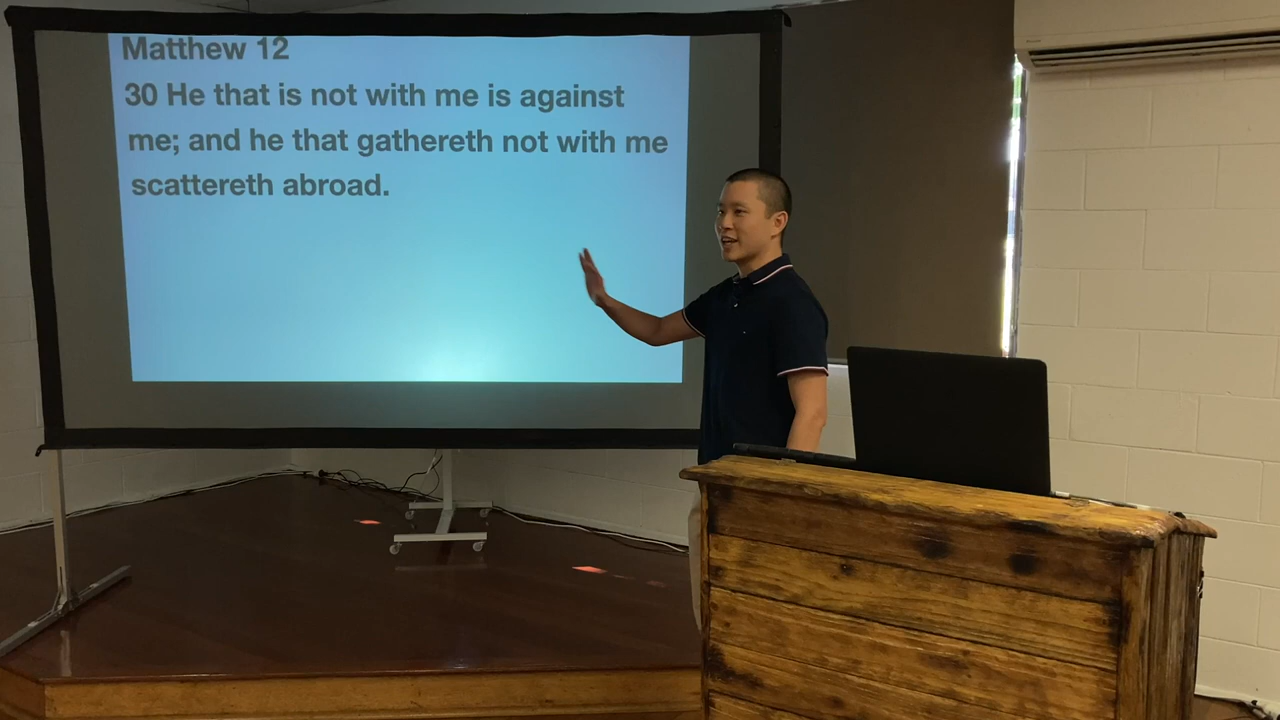 Matthew 12
30 He that is not with me is against
me; and he that gathereth not with me
scattereth abroad.